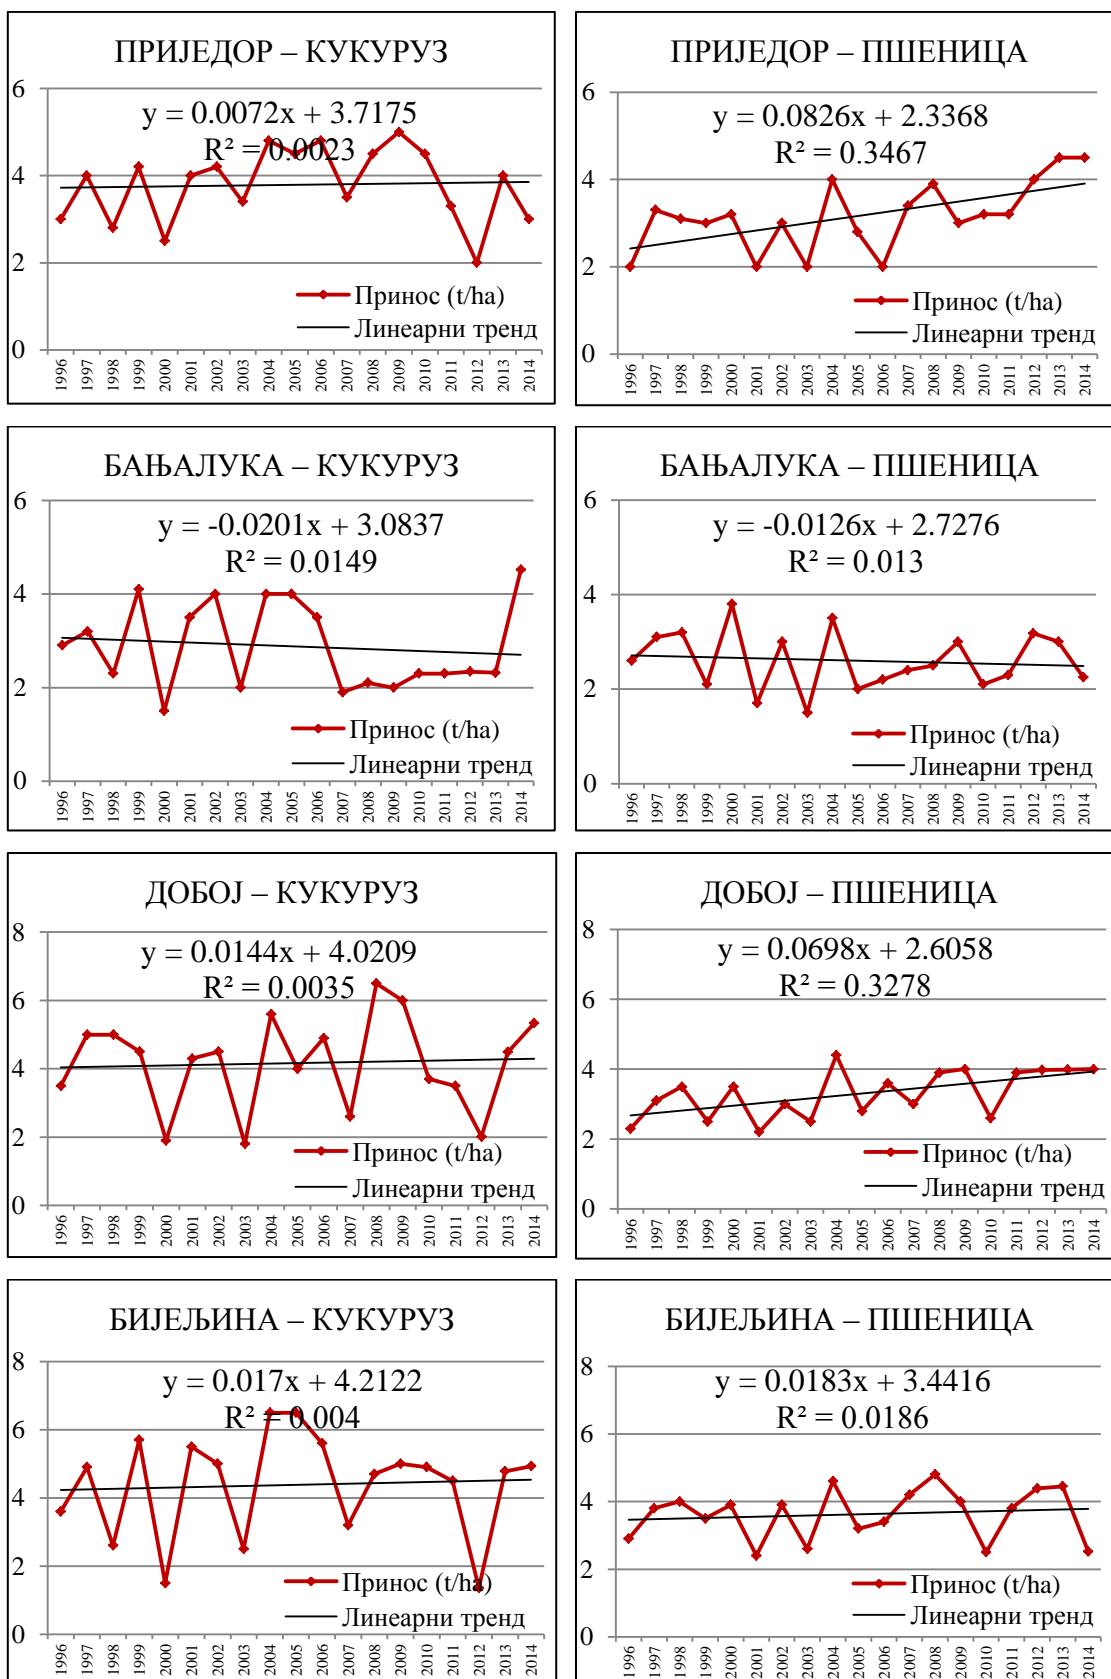 ПРИЈЕДОР – КУКУРУЗ
6
4
2
0
y = 0.0072x + 3.7175
R² = 0.0023
Принос (t/ha)
Линеарни тренд
1996 1997 1998 1999 2000 2001 2002 2003 2004 2005 2006 2007 2008 2009 2010 2011 2012 2013 2014
ПРИЈЕДОР – ПШЕНИЦА
6
4
2
0
y = 0.0826x + 2.3368
R² = 0.3467
Принос (t/ha)
Линеарни тренд
1996 1997 1998 1999 2000 2001 2002 2003 2004 2005 2006 2007 2008 2009 2010 2011 2012 2013 2014
БАЊАЛУКА – КУКУРУЗ
6
4
2
0
y = -0.0201x + 3.0837
R² = 0.0149
Принос (t/ha)
Линеарни тренд
1996 1997 1998 1999 2000 2001 2002 2003 2004 2005 2006 2007 2008 2009 2010 2011 2012 2013 2014
БАЊАЛУКА – ПШЕНИЦА
6
4
2
0
y = -0.0126x + 2.7276
R² = 0.013
Принос (t/ha)
Линеарни тренд
1996 1997 1998 1999 2000 2001 2002 2003 2004 2005 2006 2007 2008 2009 2010 2011 2012 2013 2014
ДОБОЈ – КУКУРУЗ
8
6
4
2
0
y = 0.0144x + 4.0209
R² = 0.0035
Принос (t/ha)
Линеарни тренд
1996 1997 1998 1999 2000 2001 2002 2003 2004 2005 2006 2007 2008 2009 2010 2011 2012 2013 2014
ДОБОЈ – ПШЕНИЦА
8
6
4
2
0
y = 0.0698x + 2.6058
R² = 0.3278
Принос (t/ha)
Линеарни тренд
1996 1997 1998 1999 2000 2001 2002 2003 2004 2005 2006 2007 2008 2009 2010 2011 2012 2013 2014
БИЈЕЉИНА – КУКУРУЗ
8
6
4
2
0
y = 0.017x + 4.2122
R² = 0.004
Принос (t/ha)
Линеарни тренд
1996 1997 1998 1999 2000 2001 2002 2003 2004 2005 2006 2007 2008 2009 2010 2011 2012 2013 2014
БИЈЕЉИНА – ПШЕНИЦА
8
6
4
2
0
y = 0.0183x + 3.4416
R² = 0.0186
Принос (t/ha)
Линеарни тренд
1996 1997 1998 1999 2000 2001 2002 2003 2004 2005 2006 2007 2008 2009 2010 2011 2012 2013 2014